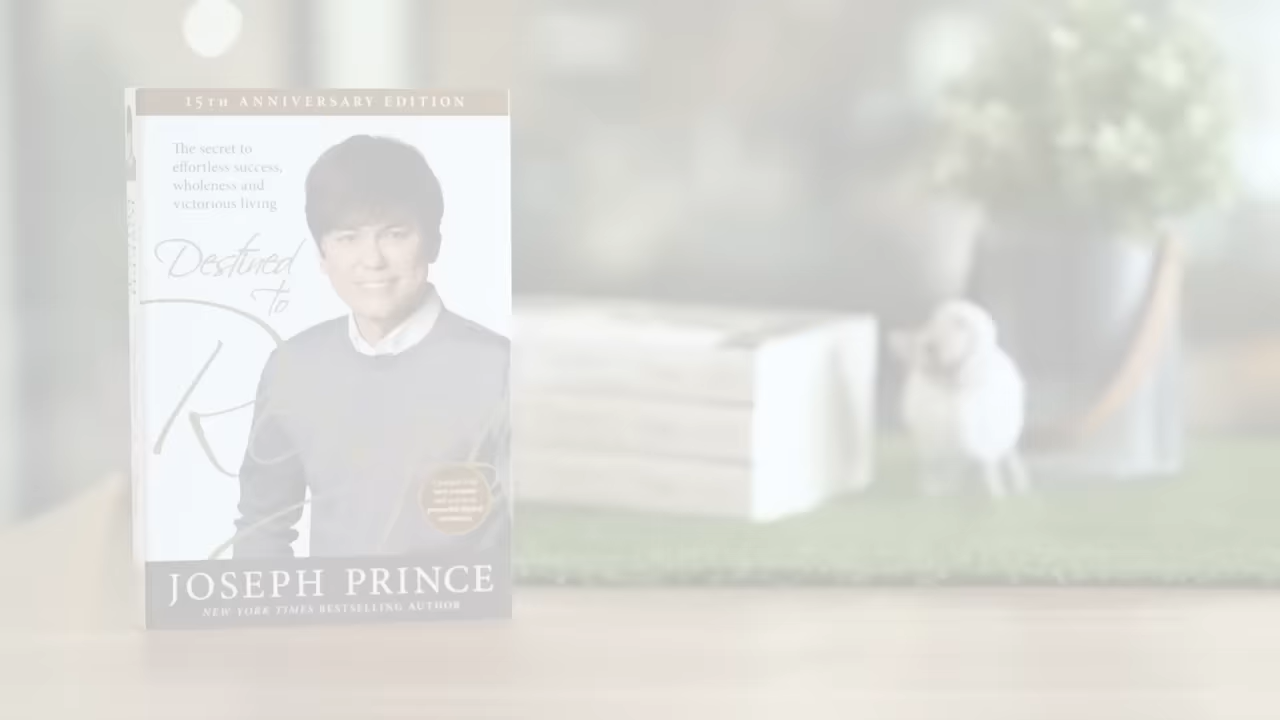 15TH ANNIVERSARY EDITION
The secret to
effortless success,
wholeness and
victorious living
Destined
to
R
JOSEPH PRINCE
NEW YORK TIMES BESTSELLING AUTHOR